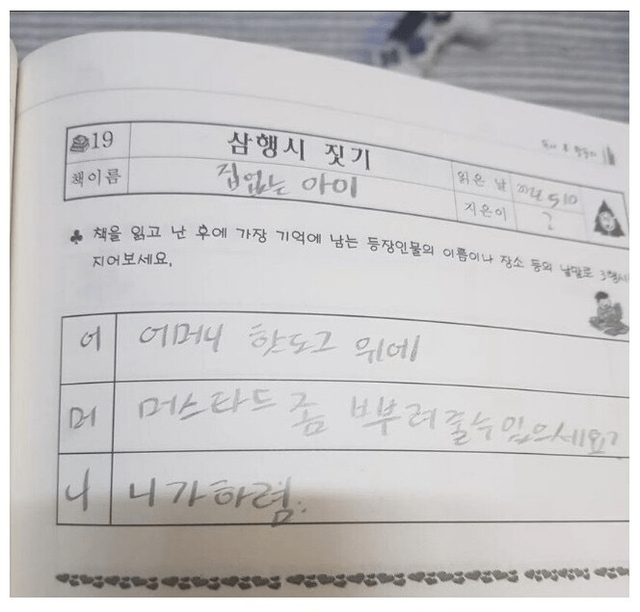 19 삼행시 짓기
책이름 집없는 아이 읽은 날 2022 5 10
지은이 ?
♣ 책을 읽고 난 후에 가장 기억에 남는 등장인물의 이름이나 장소 등의 낱말로 3행시
지어보세요.
어 어머니 핫도그 위에
머 머스타드 좀 뿌려줄수 있으세요?
니 니가하렴.